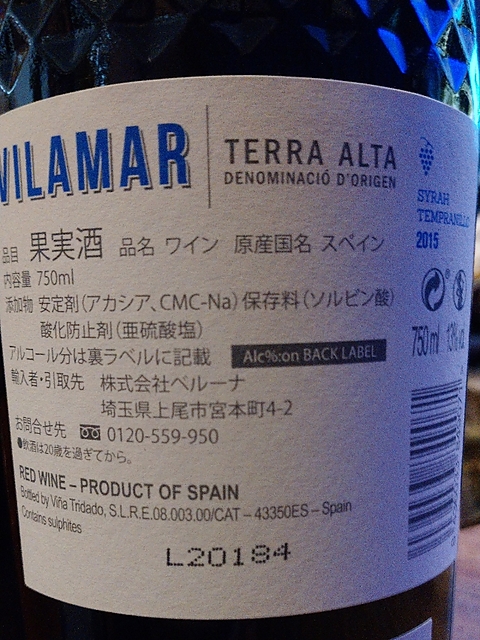 VILAMAR
TERRA ALTA
DENOMINACIÓ D'ORIGEN
SYRAH
TEMPRANILLO
2015
品目 果実酒 品名 ワイン 原産国名 スペイン
内容量 750ml
添加物 安定剤(アカシア、CMC-Na) 保存料(ソルビン酸)
酸化防止剤(亜硫酸塩)
アルコール分は裏ラベルに記載 Alc%:on BACK LABEL
輸入者・引取先 株式会社ベルーナ
埼玉県上尾市宮本町4-2
お問合せ先 0120-559-950
●飲酒は20歳を過ぎてから。
750 ml 13% vol
RED WINE – PRODUCT OF SPAIN
Bottled by Viña Tridado, S.L.R.E.08.003.00/CAT – 43350ES – Spain
Contains sulphites
L20184